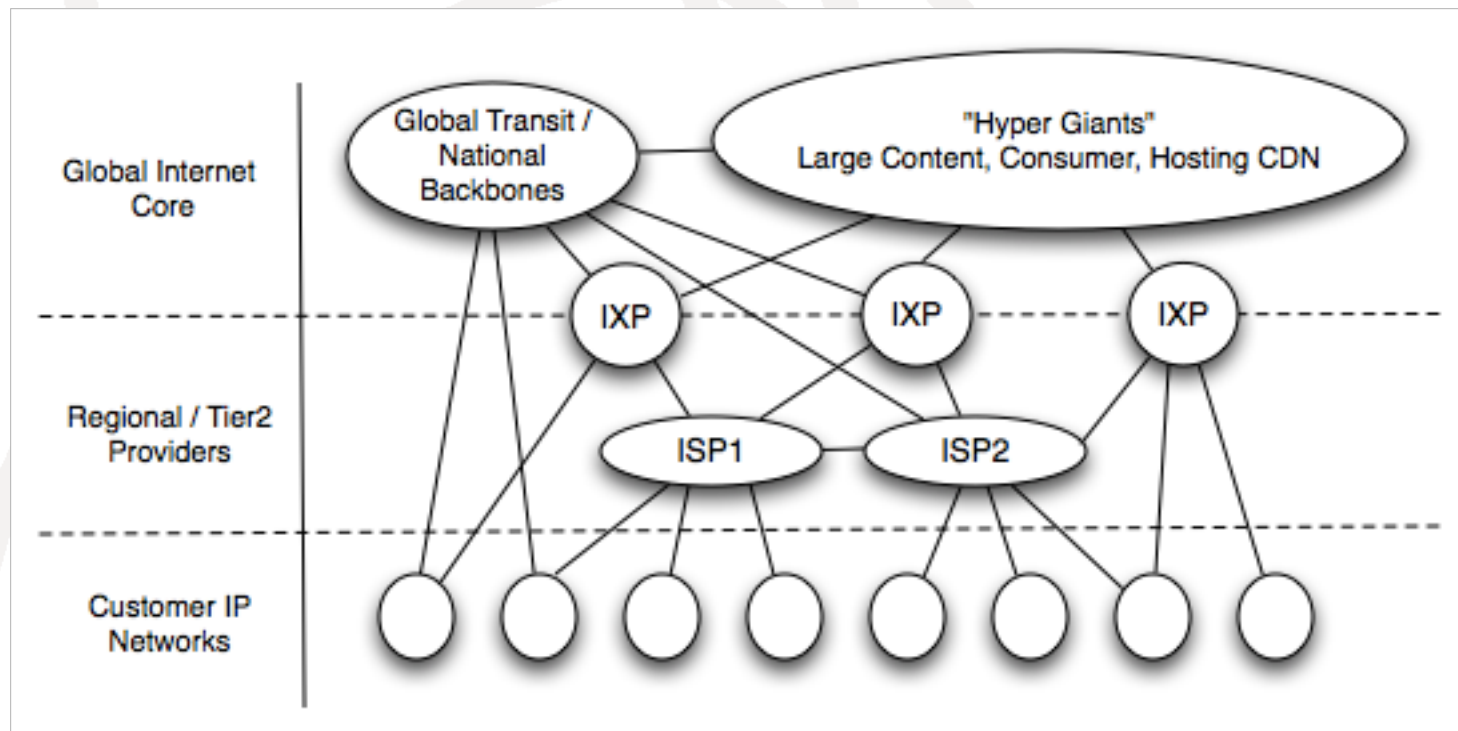 Global Internet
Core
Global Transit /
National
Backbones
"Hyper Giants"
Large Content, Consumer, Hosting CDN
IXP
IXP
IXP
Regional / Tier2
Providers
ISP1
ISP2
Customer IP
Networks